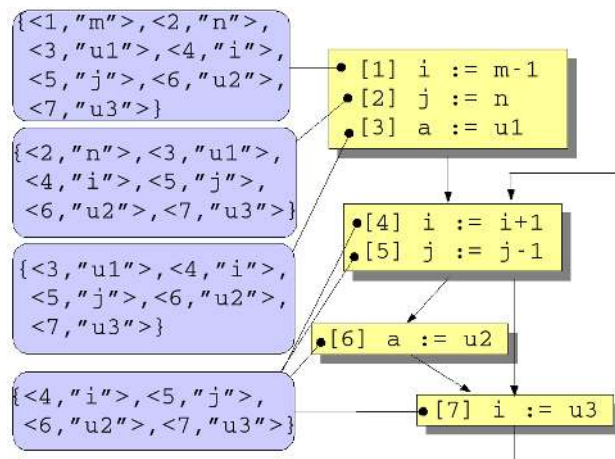 {<1,"m">,<2,"n">,
<3,"u1">,<4,"i">,
<5,"j">,<6,"u2">,
<7,"u3">}
{<2,"n">,<3,"u1">,
<4,"i">,<5,"j">,
<6,"u2">,<7,"u3">}
{<3,"u1">,<4,"i">,
<5,"j">,<6,"u2">,
<7,"u3">}
{<4,"i">,<5,"j">,
<6,"u2">,<7,"u3">}
[1] i := m-1
[2] j := n
[3] a := u1
[4] i := i+1
[5] j := j-1
[6] a := u2
[7] i := u3